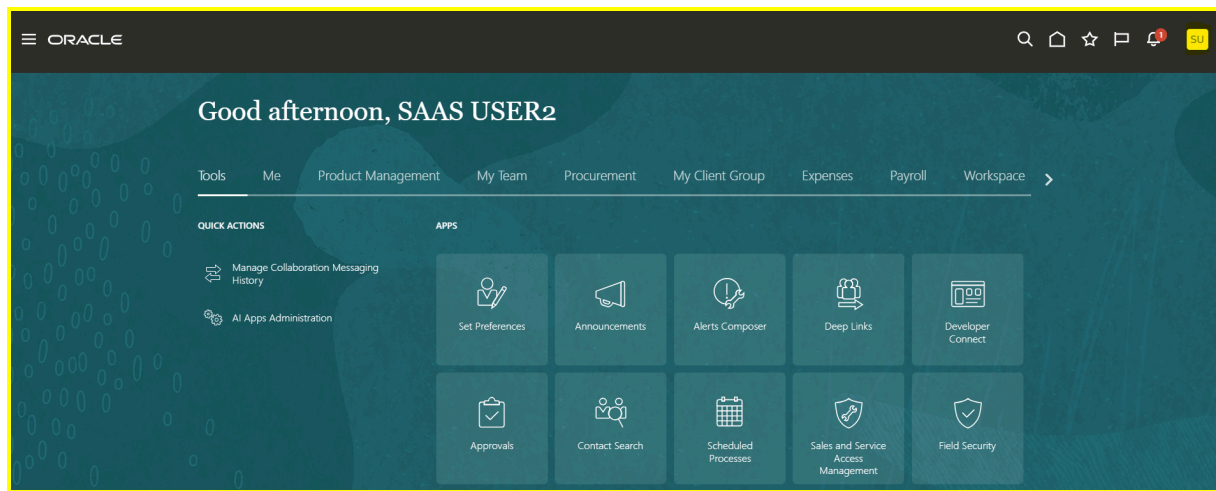 ORACLE
1
SU
Good afternoon, SAAS USER2
Tools Me Product Management My Team Procurement My Client Group Expenses Payroll Workspace
QUICK ACTIONS
Manage Collaboration Messaging
History
AI Apps Administration
APPS
Set Preferences
Announcements
Alerts Composer
Deep Links
Developer
Connect
Approvals
Contact Search
Scheduled
Processes
Sales and Service
Access
Management
Field Security